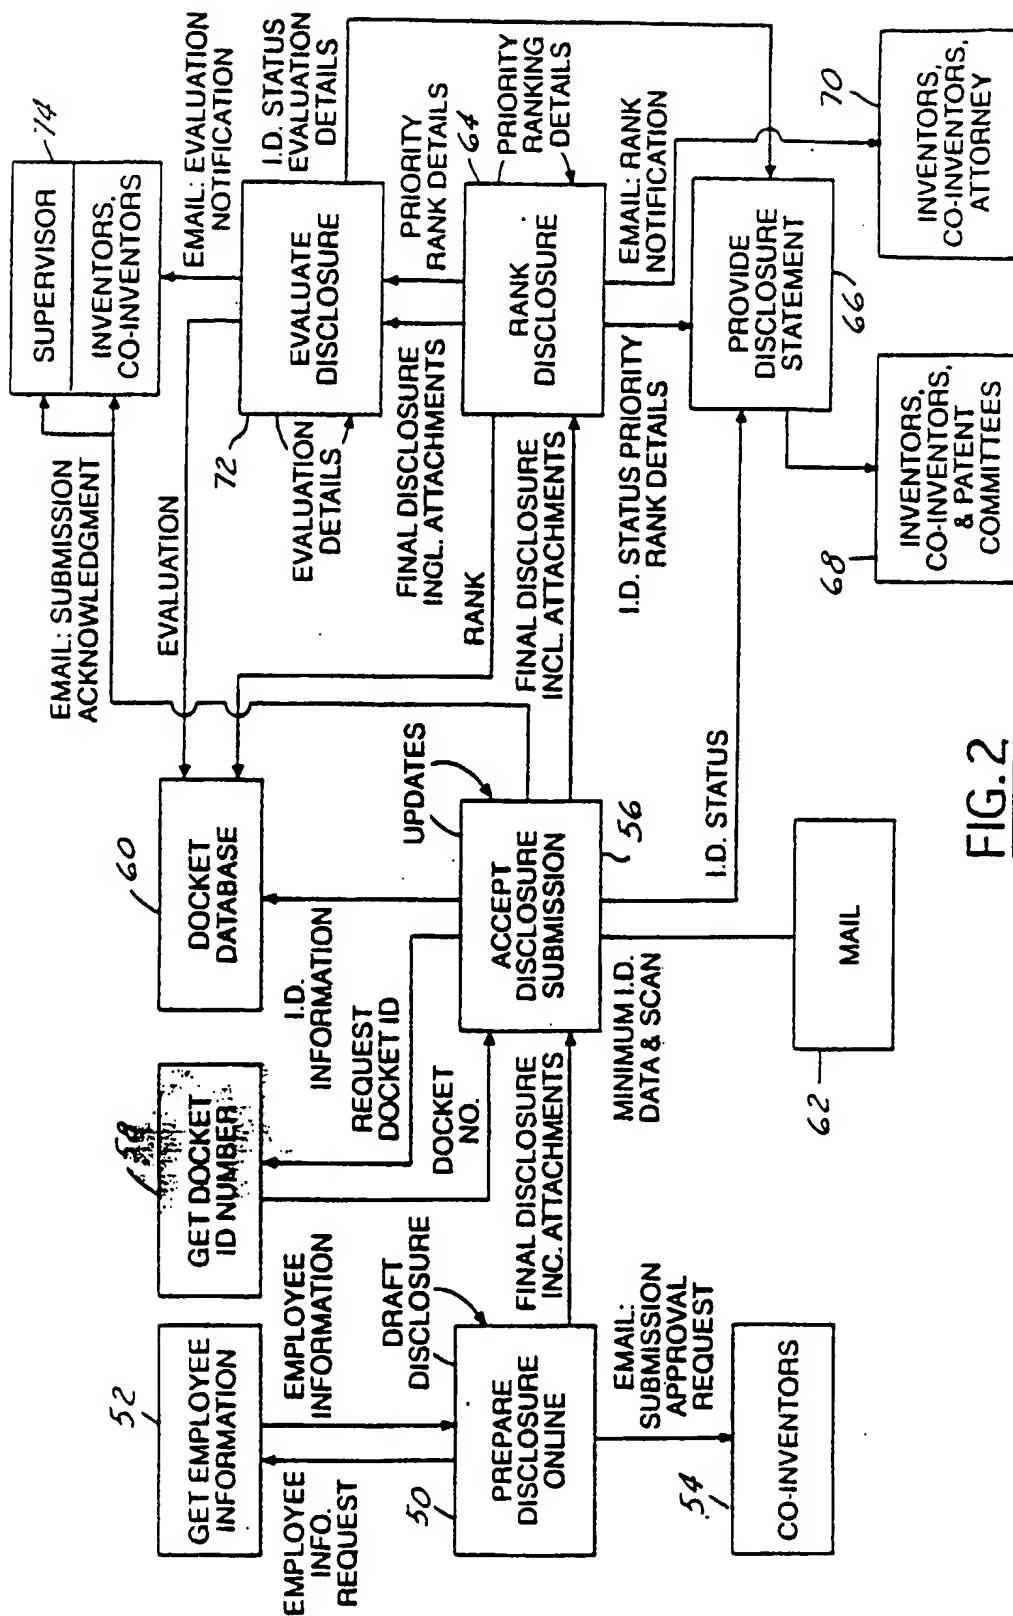 GET EMPLOYEE
INFORMATION
52
EMPLOYEE
INFO.
REQUEST
EMPLOYEE
INFORMATION
DRAFT
DISCLOSURE
PREPARE
DISCLOSURE
ONLINE
50
EMAIL:
SUBMISSION
APPROVAL
REQUEST
CO-INVENTORS
54
FINAL DISCLOSURE
INC. ATTACHMENTS
GET DOCKET
ID NUMBER
58
DOCKET
NO.
REQUEST
DOCKET ID
I.D.
INFORMATION
DOCKET
DATABASE
60
UPDATES
ACCEPT
DISCLOSURE
SUBMISSION
56
MINIMUM I.D.
DATA & SCAN
MAIL
62
I.D. STATUS
EMAIL: SUBMISSION
ACKNOWLEDGMENT
EVALUATION
RANK
FINAL DISCLOSURE
INCL. ATTACHMENTS
SUPERVISOR
INVENTORS,
CO-INVENTORS
74
EMAIL: EVALUATION
NOTIFICATION
I.D. STATUS
EVALUATION
DETAILS
EVALUATE
DISCLOSURE
72
EVALUATION
DETAILS
FINAL DISCLOSURE
INGL. ATTACHMENTS
PRIORITY
RANK DETAILS
64
PRIORITY
RANKING
DETAILS
RANK
DISCLOSURE
I.D. STATUS PRIORITY
RANK DETAILS
EMAIL: RANK
NOTIFICATION
PROVIDE
DISCLOSURE
STATEMENT
66
INVENTORS,
CO-INVENTORS,
& PATENT
COMMITTEES
68
INVENTORS,
CO-INVENTORS,
ATTORNEY
70
FIG. 2